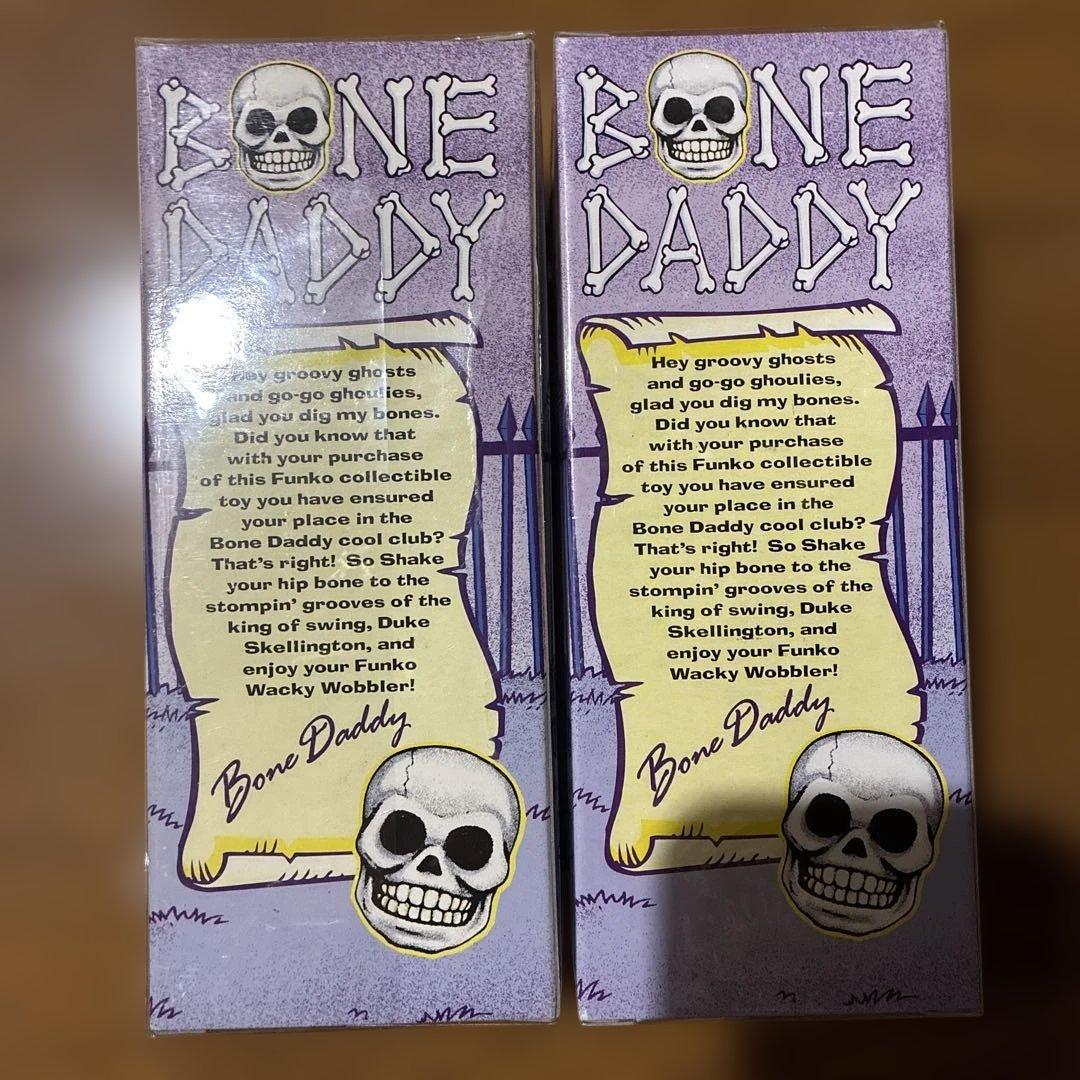 BONE
DADDY
Hey groovy ghosts
and go-go ghoulies,
glad you dig my bones.
Did you know that
with your purchase
of this Funko collectible
toy you have ensured
your place in the
Bone Daddy cool club?
That's right! So Shake
your hip bone to the
stompin' grooves of the
king of swing, Duke
Skellington, and
enjoy your Funko
Wacky Wobbler!
Bone Daddy
BONE
DADDY
Hey groovy ghosts
and go-go ghoulies,
glad you dig my bones.
Did you know that
with your purchase
of this Funko collectible
toy you have ensured
your place in the
Bone Daddy cool club?
That's right! So Shake
your hip bone to the
stompin' grooves of the
king of swing, Duke
Skellington, and
enjoy your Funko
Wacky Wobbler!
Bone Daddy